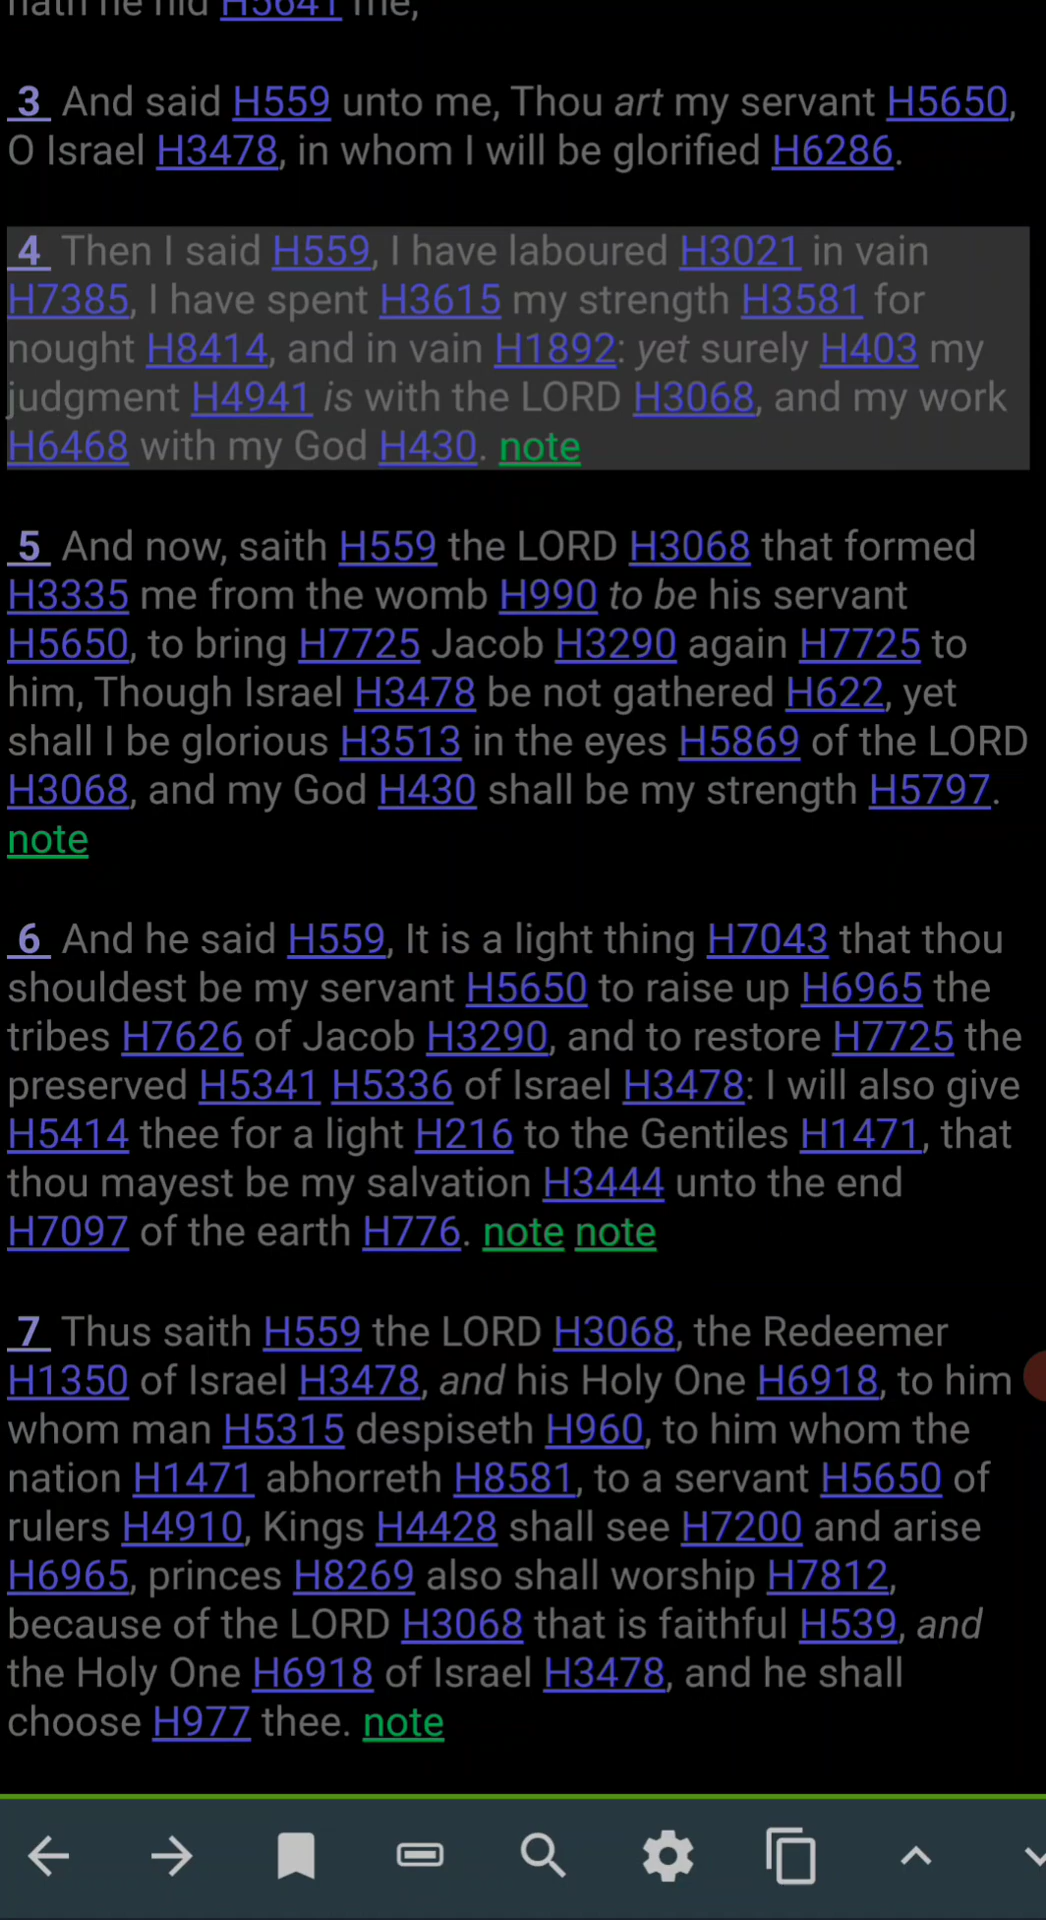 hath he hid H5641 me,
3 And said H559 unto me, Thou art my servant H5650,
O Israel H3478, in whom I will be glorified H6286.
4 Then I said H559, I have laboured H3021 in vain
H7385, I have spent H3615 my strength H3581 for
nought H8414, and in vain H1892: yet surely H403 my
judgment H4941 is with the LORD H3068, and my work
H6468 with my God H430. note
5 And now, saith H559 the LORD H3068 that formed
H3335 me from the womb H990 to be his servant
H5650, to bring H7725 Jacob H3290 again H7725 to
him, Though Israel H3478 be not gathered H622, yet
shall I be glorious H3513 in the eyes H5869 of the LORD
H3068, and my God H430 shall be my strength H5797.
note
6 And he said H559, It is a light thing H7043 that thou
shouldest be my servant H5650 to raise up H6965 the
tribes H7626 of Jacob H3290, and to restore H7725 the
preserved H5341 H5336 of Israel H3478: I will also give
H5414 thee for a light H216 to the Gentiles H1471, that
thou mayest be my salvation H3444 unto the end
H7097 of the earth H776. note note
7 Thus saith H559 the LORD H3068, the Redeemer
H1350 of Israel H3478, and his Holy One H6918, to him
whom man H5315 despiseth H960, to him whom the
nation H1471 abhorreth H8581, to a servant H5650 of
rulers H4910, Kings H4428 shall see H7200 and arise
H6965, princes H8269 also shall worship H7812,
because of the LORD H3068 that is faithful H539, and
the Holy One H6918 of Israel H3478, and he shall
choose H977 thee. note